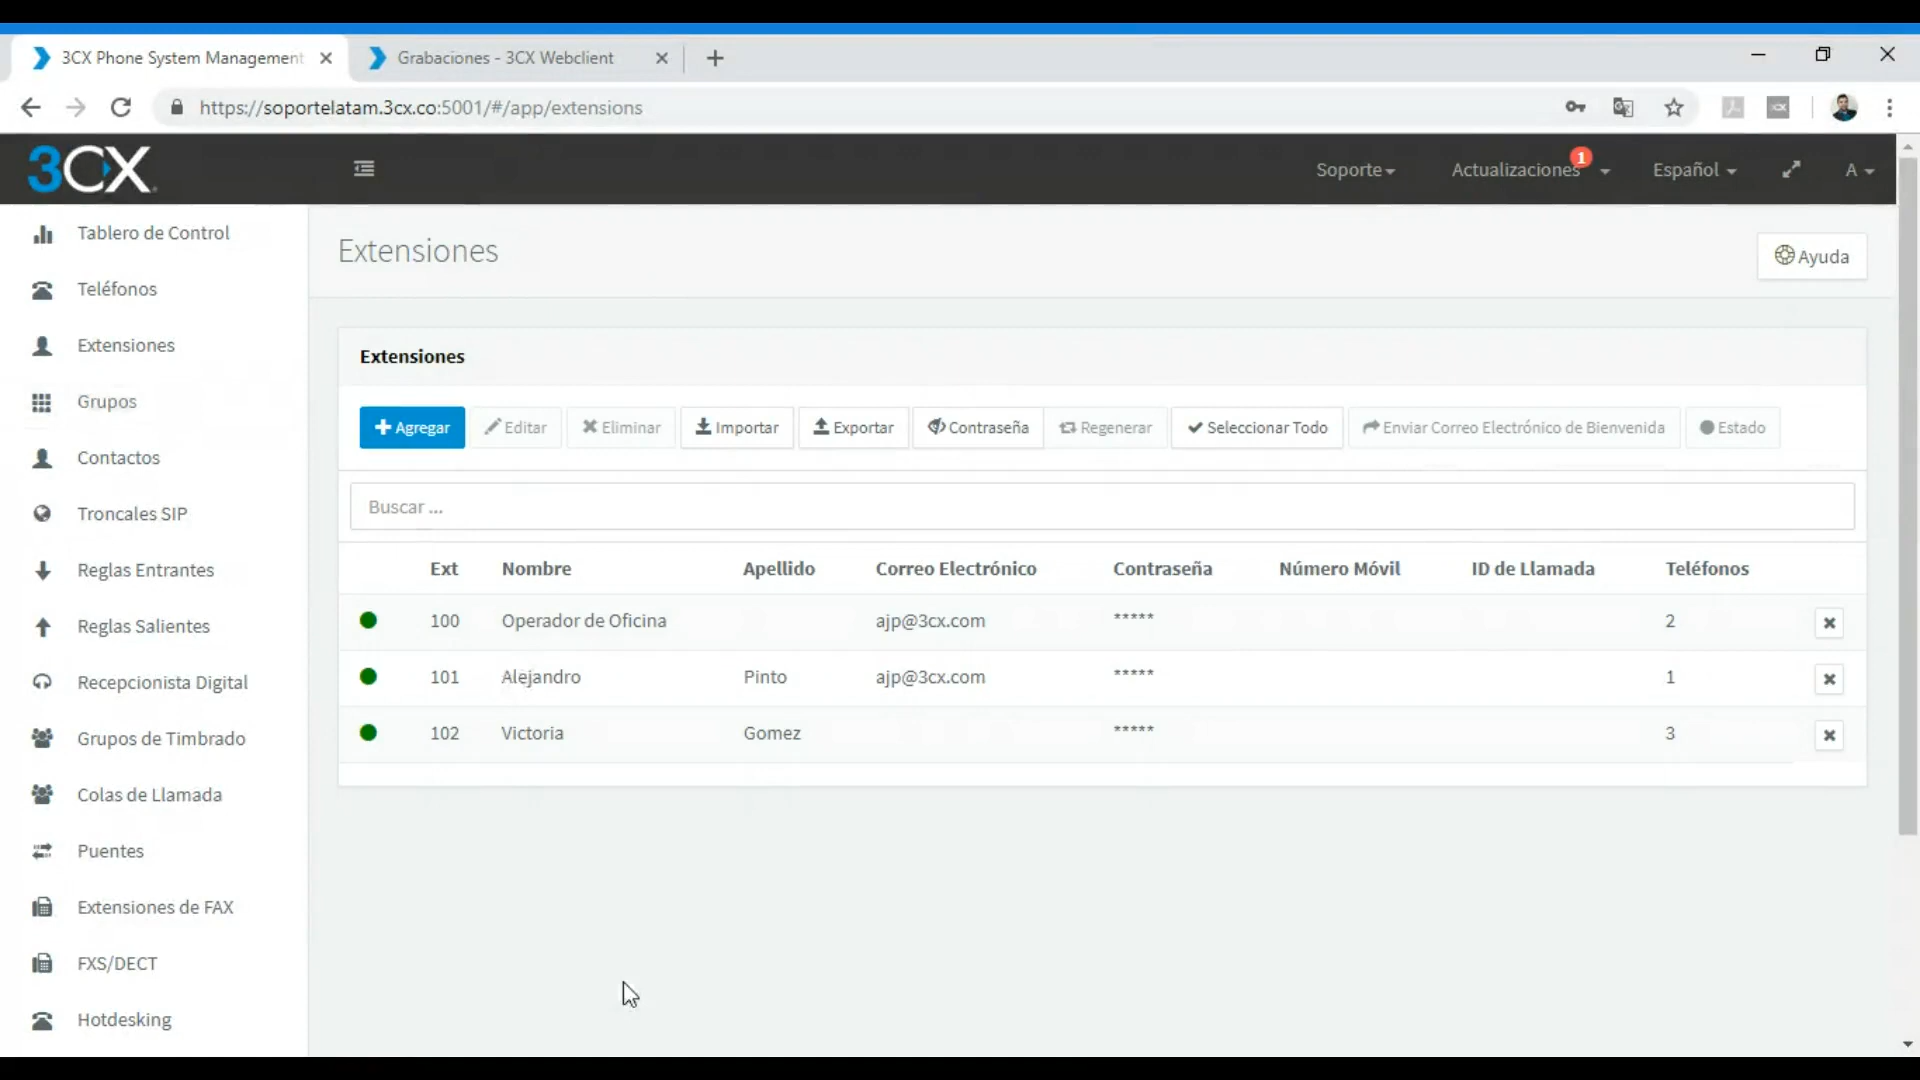 3CX Phone System Management
Grabaciones - 3CX Webclient
https://soportelatam.3cx.co:5001/#/app/extensions
3CX
Soporte
Actualizaciones 1
Español
A
Tablero de Control
Teléfonos
Extensiones
Grupos
Contactos
Troncales SIP
Reglas Entrantes
Reglas Salientes
Recepcionista Digital
Grupos de Timbrado
Colas de Llamada
Puentes
Extensiones de FAX
FXS/DECT
Hotdesking
Extensiones
Ayuda
Extensiones
Agregar Editar Eliminar Importar Exportar Contraseña Regenerar Seleccionar Todo Enviar Correo Electrónico de Bienvenida Estado
Buscar ...
Ext Nombre Apellido Correo Electrónico Contraseña Número Móvil ID de Llamada Teléfonos
100 Operador de Oficina ajp@3cx.com ***** 2
101 Alejandro Pinto ajp@3cx.com ***** 1
102 Victoria Gomez ***** 3